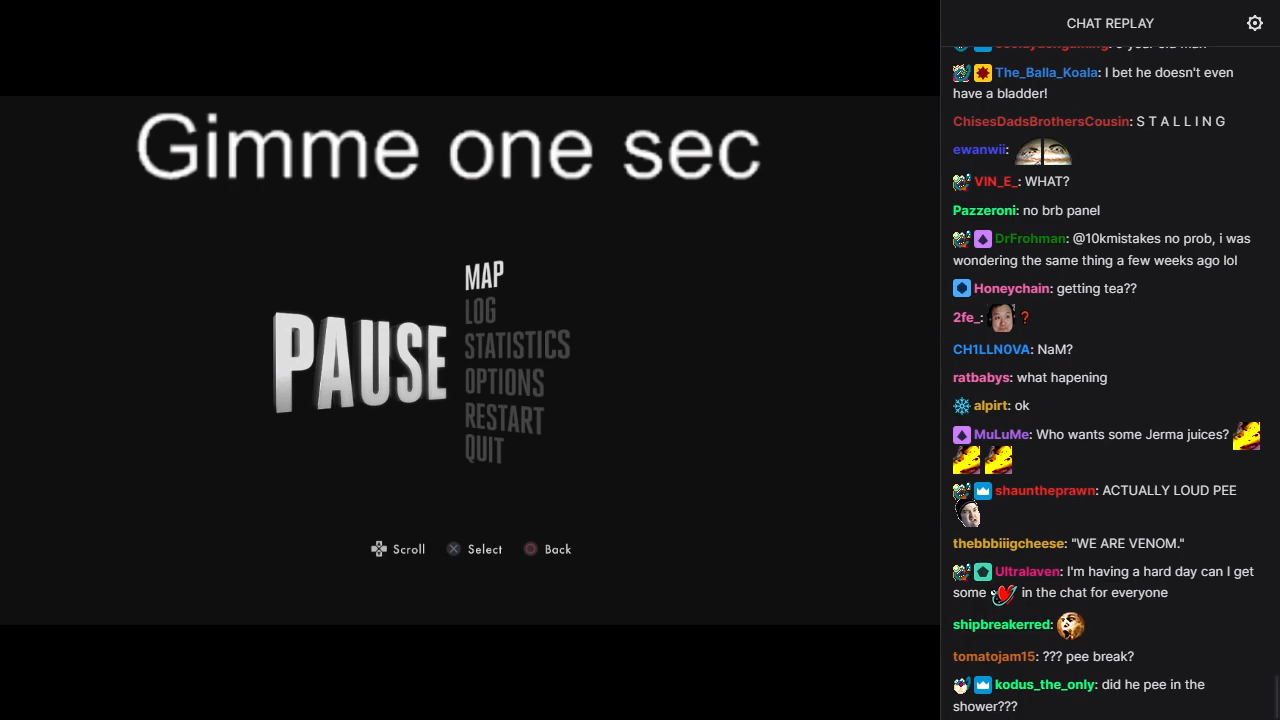 Gimme one sec
PAUSE
MAP
LOG
STATISTICS
OPTIONS
RESTART
QUIT
Scroll
Select
Back
CHAT REPLAY
The_Balla_Koala: I bet he doesn't even
have a bladder!
ChisesDadsBrothersCousin: S T A L L I N G
ewanwii:
VIN_E_: WHAT?
Pazzeroni: no brb panel
DrFrohman: @10kmistakes no prob, i was
wondering the same thing a few weeks ago lol
Honeychain: getting tea??
2fe_: ?
CH1LLN0VA: NaM?
ratbabys: what hapening
alpirt: ok
MuLuMe: Who wants some Jerma juices?
shauntheprawn: ACTUALLY LOUD PEE
thebbbiiigcheese: "WE ARE VENOM."
Ultralaven: I'm having a hard day can I get
some in the chat for everyone
shipbreakerred:
tomatojam15: ??? pee break?
kodus_the_only: did he pee in the
shower???